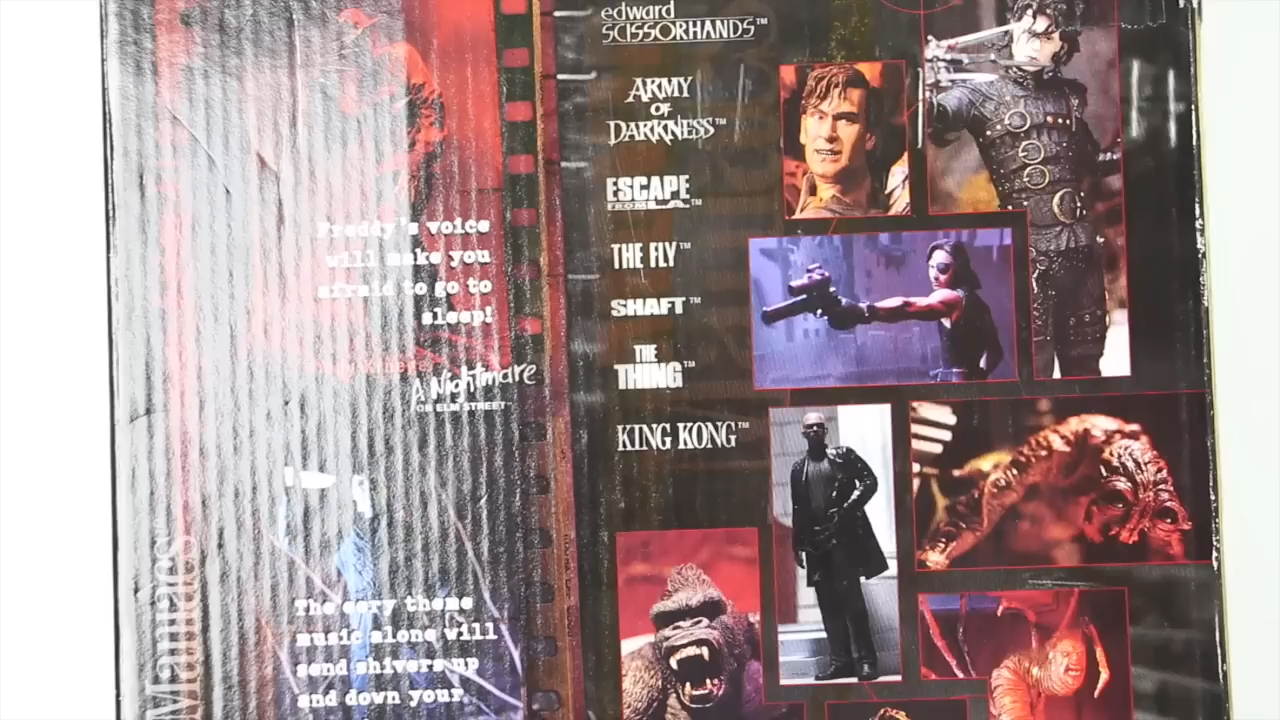 edward
SCISSORHANDS™
ARMY
OF
DARKNESS™
ESCAPE
FROM L.A.™
THE FLY™
SHAFT™
THE
THING™
KING KONG™
Freddy's voice
will make you
afraid to go to
sleep!
A Nightmare
ON ELM STREET
The eery theme
music alone will
send shivers up
and down your
Maniacs